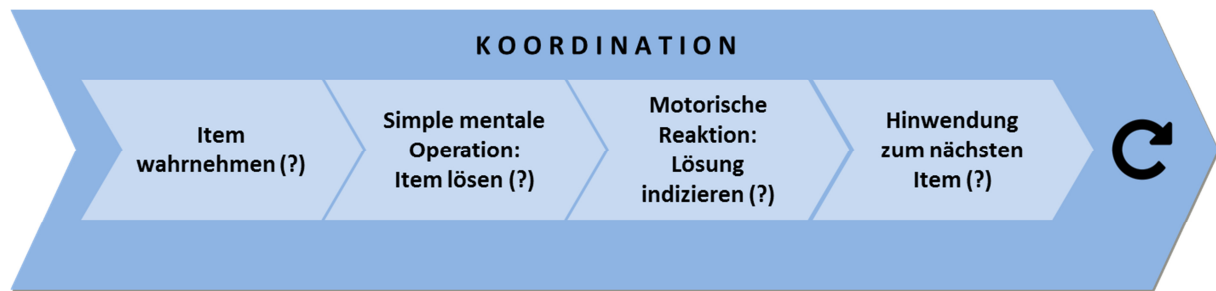 KOORDINATION
Item
wahrnehmen (?)
Simple mentale
Operation:
Item lösen (?)
Motorische
Reaktion:
Lösung
indizieren (?)
Hinwendung
zum nächsten
Item (?)